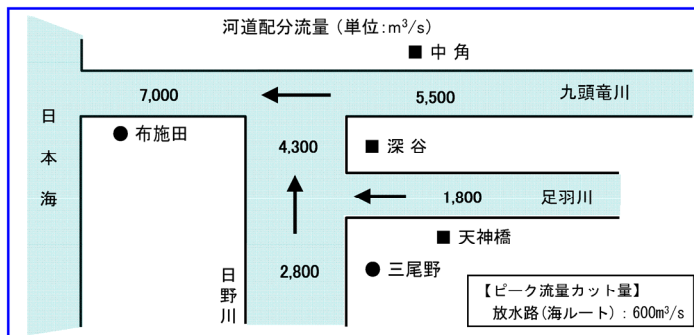 河道配分流量 (単位:m³/s)
■ 中 角
7,000
5,500
九頭竜川
日本海
● 布施田
4,300
■ 深 谷
1,800
足羽川
■ 天神橋
日野川
2,800
● 三尾野
【ピーク流量カット量】
放水路(海ルート) : 600m³/s